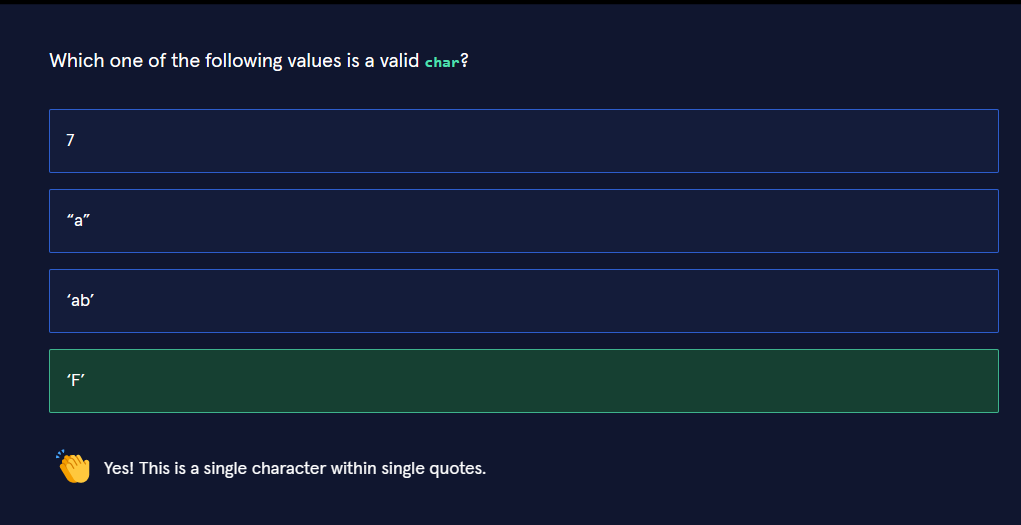 Which one of the following values is a valid char?
7
“a”
‘ab’
‘F’
Yes! This is a single character within single quotes.